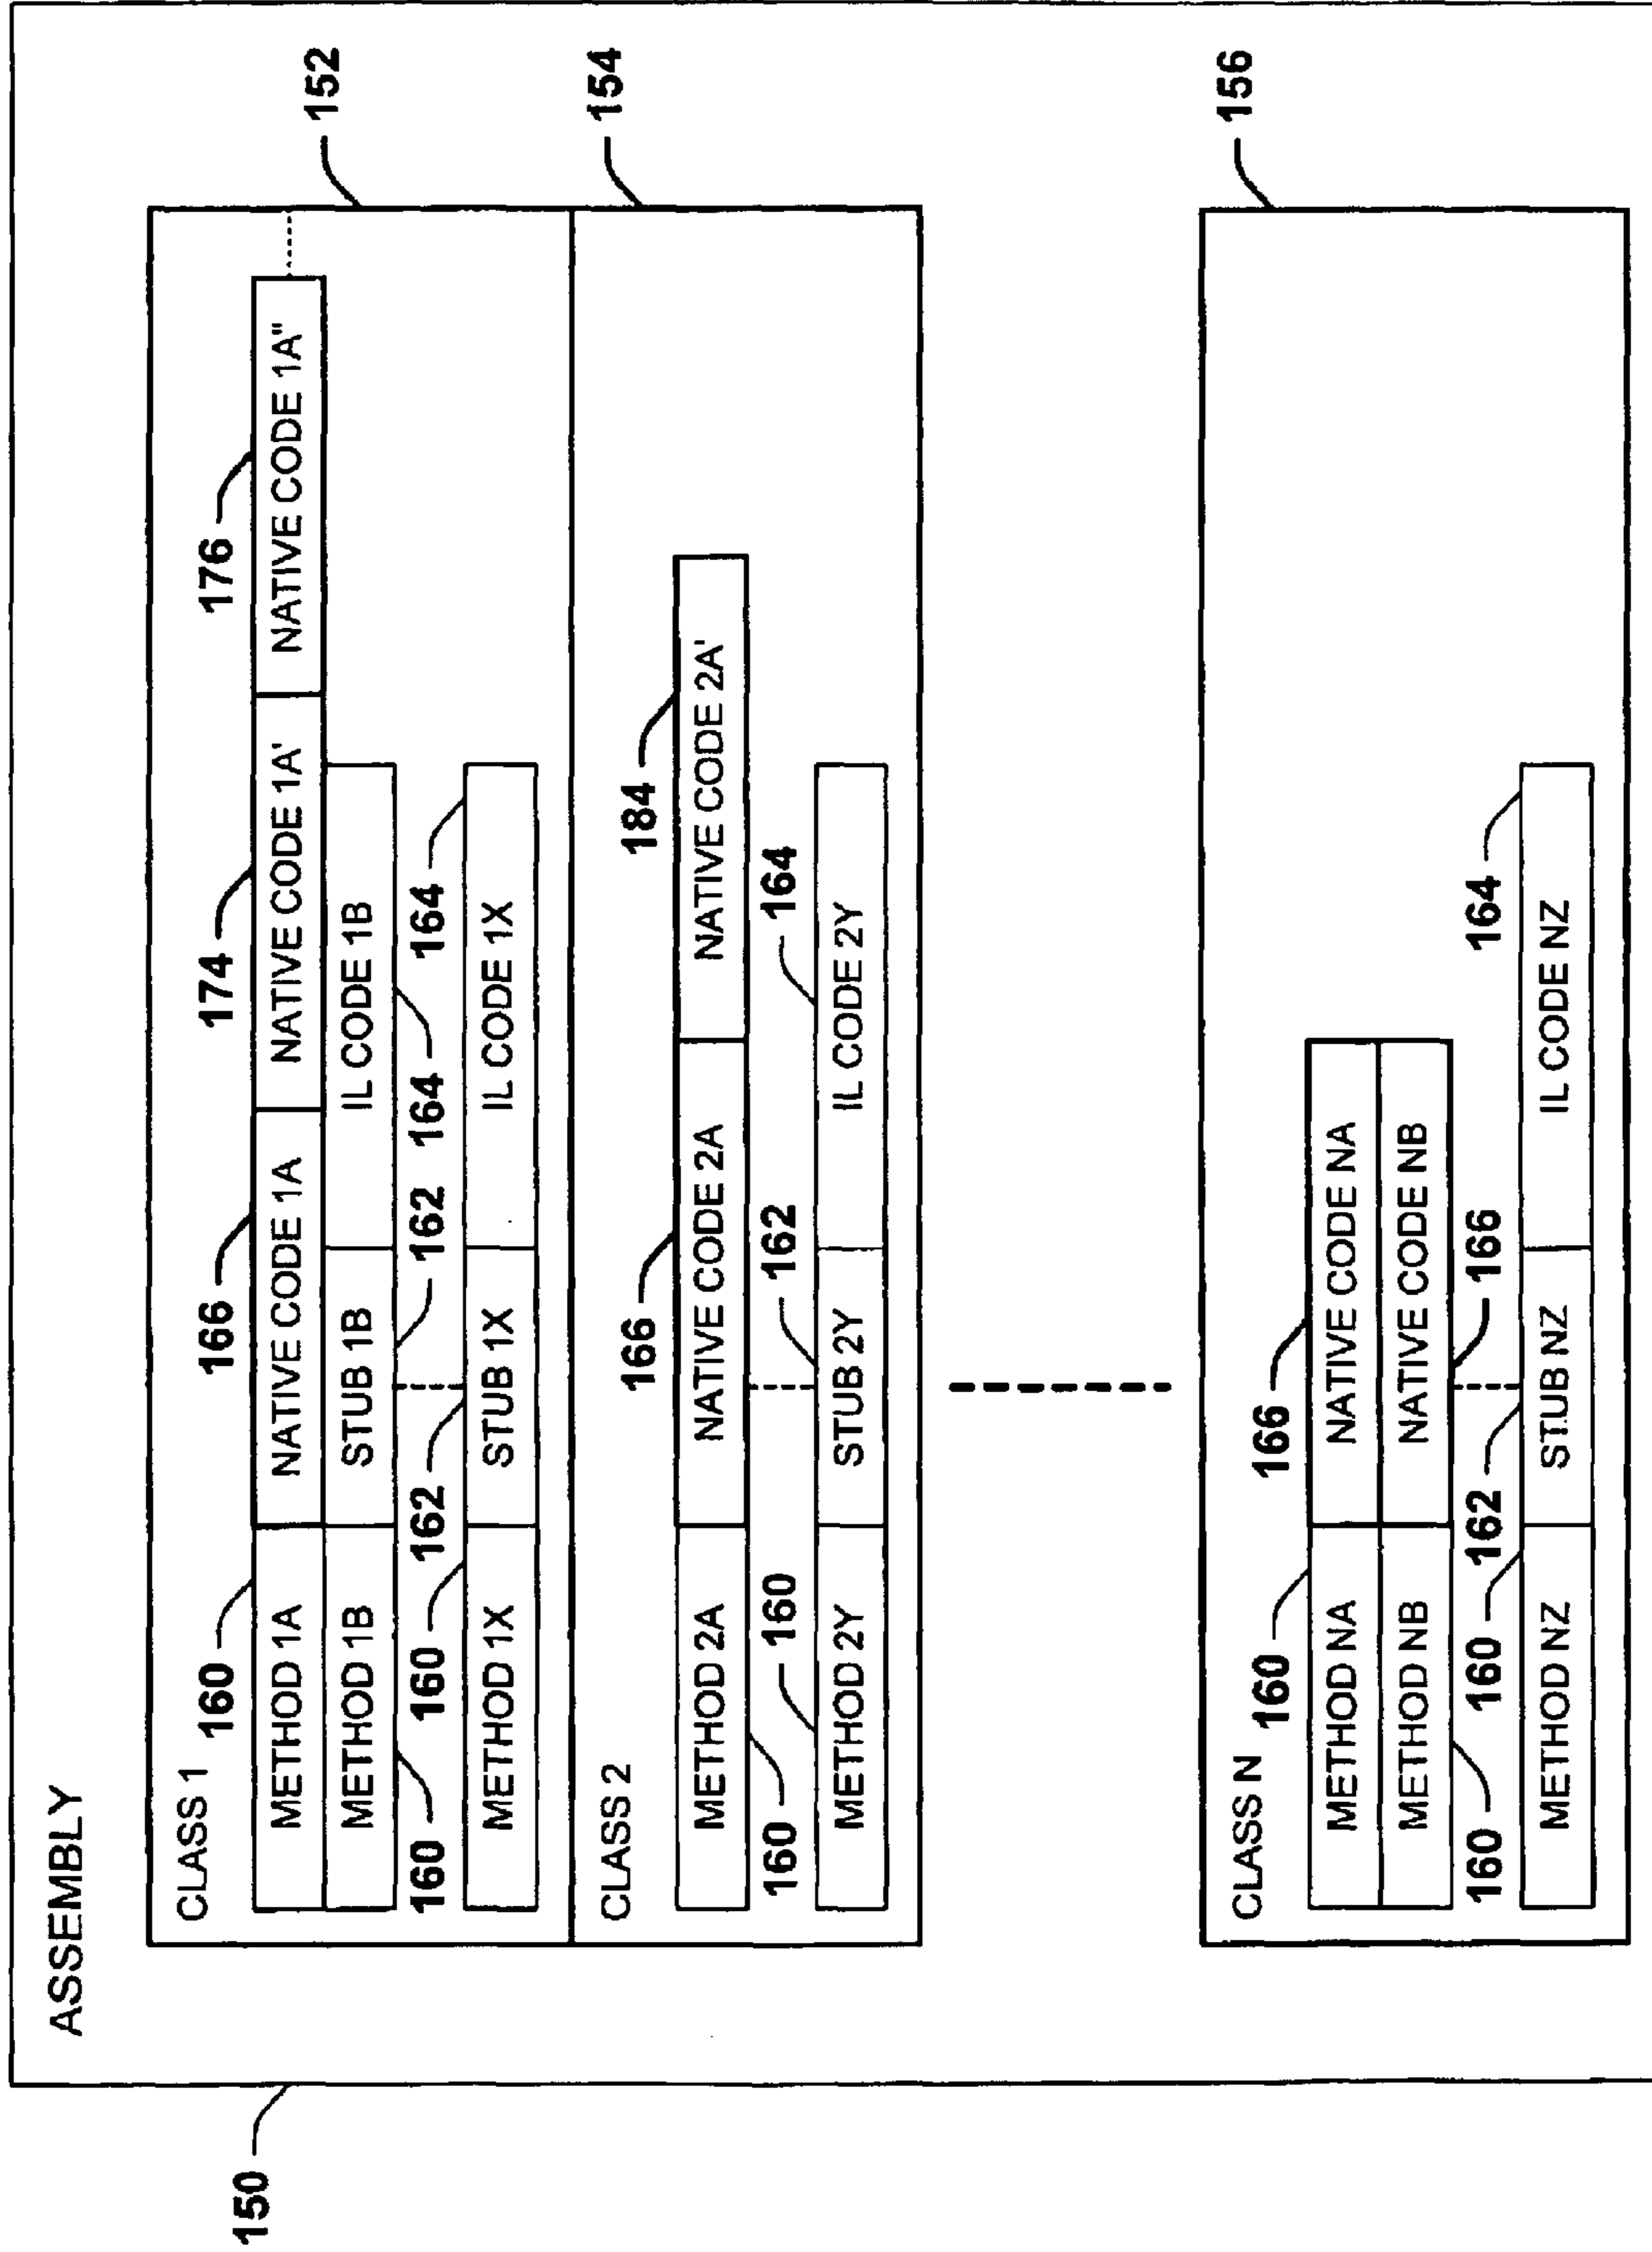 ASSEMBLY
150
CLASS 1
152
160
166
174
176
METHOD 1A
NATIVE CODE 1A
NATIVE CODE 1A'
NATIVE CODE 1A"
METHOD 1B
STUB 1B
IL CODE 1B
160
160
162
162
164
164
METHOD 1X
STUB 1X
IL CODE 1X
CLASS 2
154
166
184
METHOD 2A
NATIVE CODE 2A
NATIVE CODE 2A'
160
160
162
164
METHOD 2Y
STUB 2Y
IL CODE 2Y
CLASS N
156
160
166
METHOD NA
NATIVE CODE NA
METHOD NB
NATIVE CODE NB
160
160
162
166
164
METHOD NZ
STUB NZ
IL CODE NZ